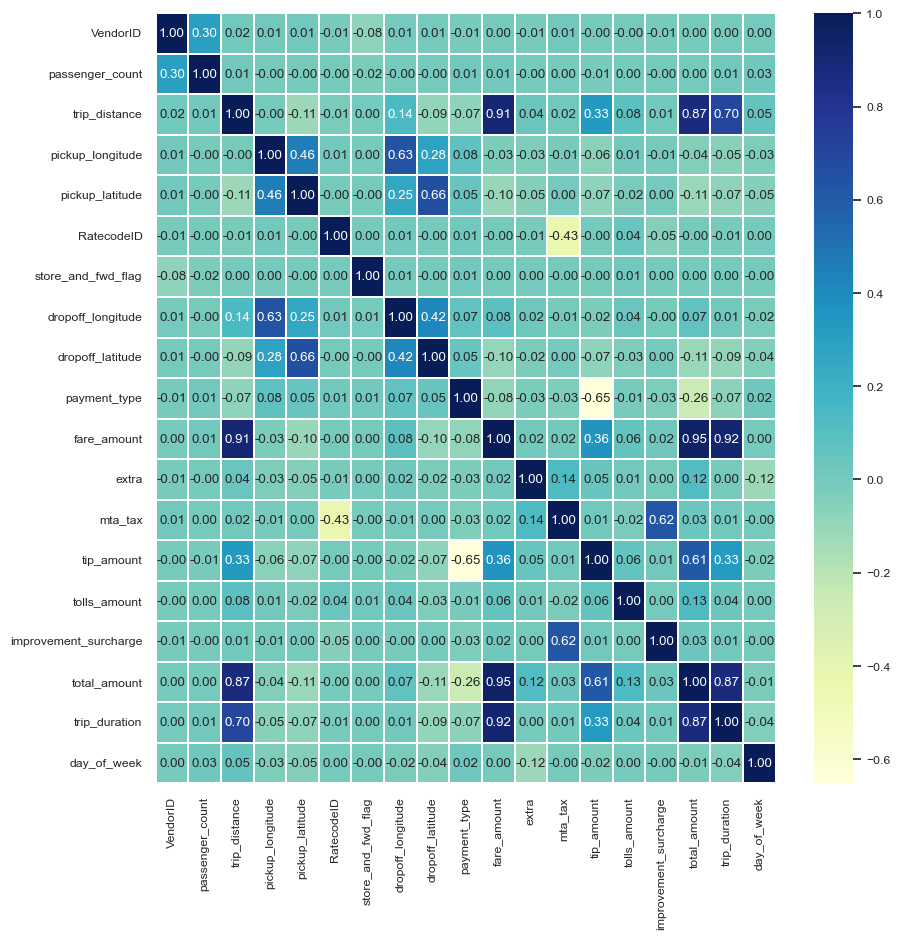 VendorID 1.00 0.30 0.02 0.01 0.01 -0.01 -0.08 0.01 0.01 -0.01 0.00 -0.01 0.01 -0.00 -0.00 -0.01 0.00 0.00 0.00
passenger_count 0.30 1.00 0.01 -0.00 -0.00 -0.00 -0.02 -0.00 -0.00 0.01 0.01 -0.00 0.00 -0.01 0.00 -0.00 0.00 0.01 0.03
trip_distance 0.02 0.01 1.00 -0.00 -0.11 -0.01 0.00 0.14 -0.09 -0.07 0.91 0.04 0.02 0.33 0.08 0.01 0.87 0.70 0.05
pickup_longitude 0.01 -0.00 -0.00 1.00 0.46 0.01 0.00 0.63 0.28 0.08 -0.03 -0.03 -0.01 -0.06 0.01 -0.01 -0.04 -0.05 -0.03
pickup_latitude 0.01 -0.00 -0.11 0.46 1.00 -0.00 -0.00 0.25 0.66 0.05 -0.10 -0.05 0.00 -0.07 -0.02 0.00 -0.11 -0.07 -0.05
RatecodeID -0.01 -0.00 -0.01 0.01 -0.00 1.00 0.00 0.01 -0.00 0.01 -0.00 -0.01 -0.43 -0.00 0.04 -0.05 -0.00 -0.01 0.00
store_and_fwd_flag -0.08 -0.02 0.00 0.00 -0.00 0.00 1.00 0.01 -0.00 0.01 0.00 0.00 -0.00 -0.00 0.01 0.00 0.00 0.00 -0.00
dropoff_longitude 0.01 -0.00 0.14 0.63 0.25 0.01 0.01 1.00 0.42 0.07 0.08 0.02 -0.01 -0.02 0.04 -0.00 0.07 0.01 -0.02
dropoff_latitude 0.01 -0.00 -0.09 0.28 0.66 -0.00 -0.00 0.42 1.00 0.05 -0.10 -0.02 0.00 -0.07 -0.03 0.00 -0.11 -0.09 -0.04
payment_type -0.01 0.01 -0.07 0.08 0.05 0.01 0.01 0.07 0.05 1.00 -0.08 -0.03 -0.03 -0.65 -0.01 -0.03 -0.26 -0.07 0.02
fare_amount 0.00 0.01 0.91 -0.03 -0.10 -0.00 0.00 0.08 -0.10 -0.08 1.00 0.02 0.02 0.36 0.06 0.02 0.95 0.92 0.00
extra -0.01 -0.00 0.04 -0.03 -0.05 -0.01 0.00 0.02 -0.02 -0.03 0.02 1.00 0.14 0.05 0.01 0.00 0.12 0.00 -0.12
mta_tax 0.01 0.00 0.02 -0.01 0.00 -0.43 -0.00 -0.01 0.00 -0.03 0.02 0.14 1.00 0.01 -0.02 0.62 0.03 0.01 -0.00
tip_amount -0.00 -0.01 0.33 -0.06 -0.07 -0.00 -0.00 -0.02 -0.07 -0.65 0.36 0.05 0.01 1.00 0.06 0.01 0.61 0.33 -0.02
tolls_amount -0.00 0.00 0.08 0.01 -0.02 0.04 0.01 0.04 -0.03 -0.01 0.06 0.01 -0.02 0.06 1.00 0.00 0.13 0.04 0.00
improvement_surcharge -0.01 -0.00 0.01 -0.01 0.00 -0.05 0.00 -0.00 0.00 -0.03 0.02 0.00 0.62 0.01 0.00 1.00 0.03 0.01 -0.00
total_amount 0.00 0.00 0.87 -0.04 -0.11 -0.00 0.00 0.07 -0.11 -0.26 0.95 0.12 0.03 0.61 0.13 0.03 1.00 0.87 -0.01
trip_duration 0.00 0.01 0.70 -0.05 -0.07 -0.01 0.00 0.01 -0.09 -0.07 0.92 0.00 0.01 0.33 0.04 0.01 0.87 1.00 -0.04
day_of_week 0.00 0.03 0.05 -0.03 -0.05 0.00 -0.00 -0.02 -0.04 0.02 0.00 -0.12 -0.00 -0.02 0.00 -0.00 -0.01 -0.04 1.00
VendorID
passenger_count
trip_distance
pickup_longitude
pickup_latitude
RatecodeID
store_and_fwd_flag
dropoff_longitude
dropoff_latitude
payment_type
fare_amount
extra
mta_tax
tip_amount
tolls_amount
improvement_surcharge
total_amount
trip_duration
day_of_week
1.0
0.8
0.6
0.4
0.2
0.0
−0.2
−0.4
−0.6